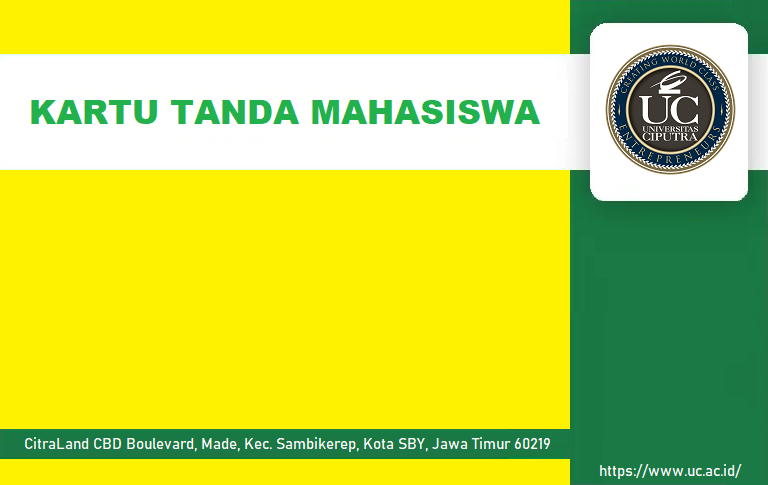 KARTU TANDA MAHASISWA
CREATING WORLD CLASS
UC
UNIVERSITAS
CIPUTRA
ENTREPRENEURS
CitraLand CBD Boulevard, Made, Kec. Sambikerep, Kota SBY, Jawa Timur 60219
https://www.uc.ac.id/